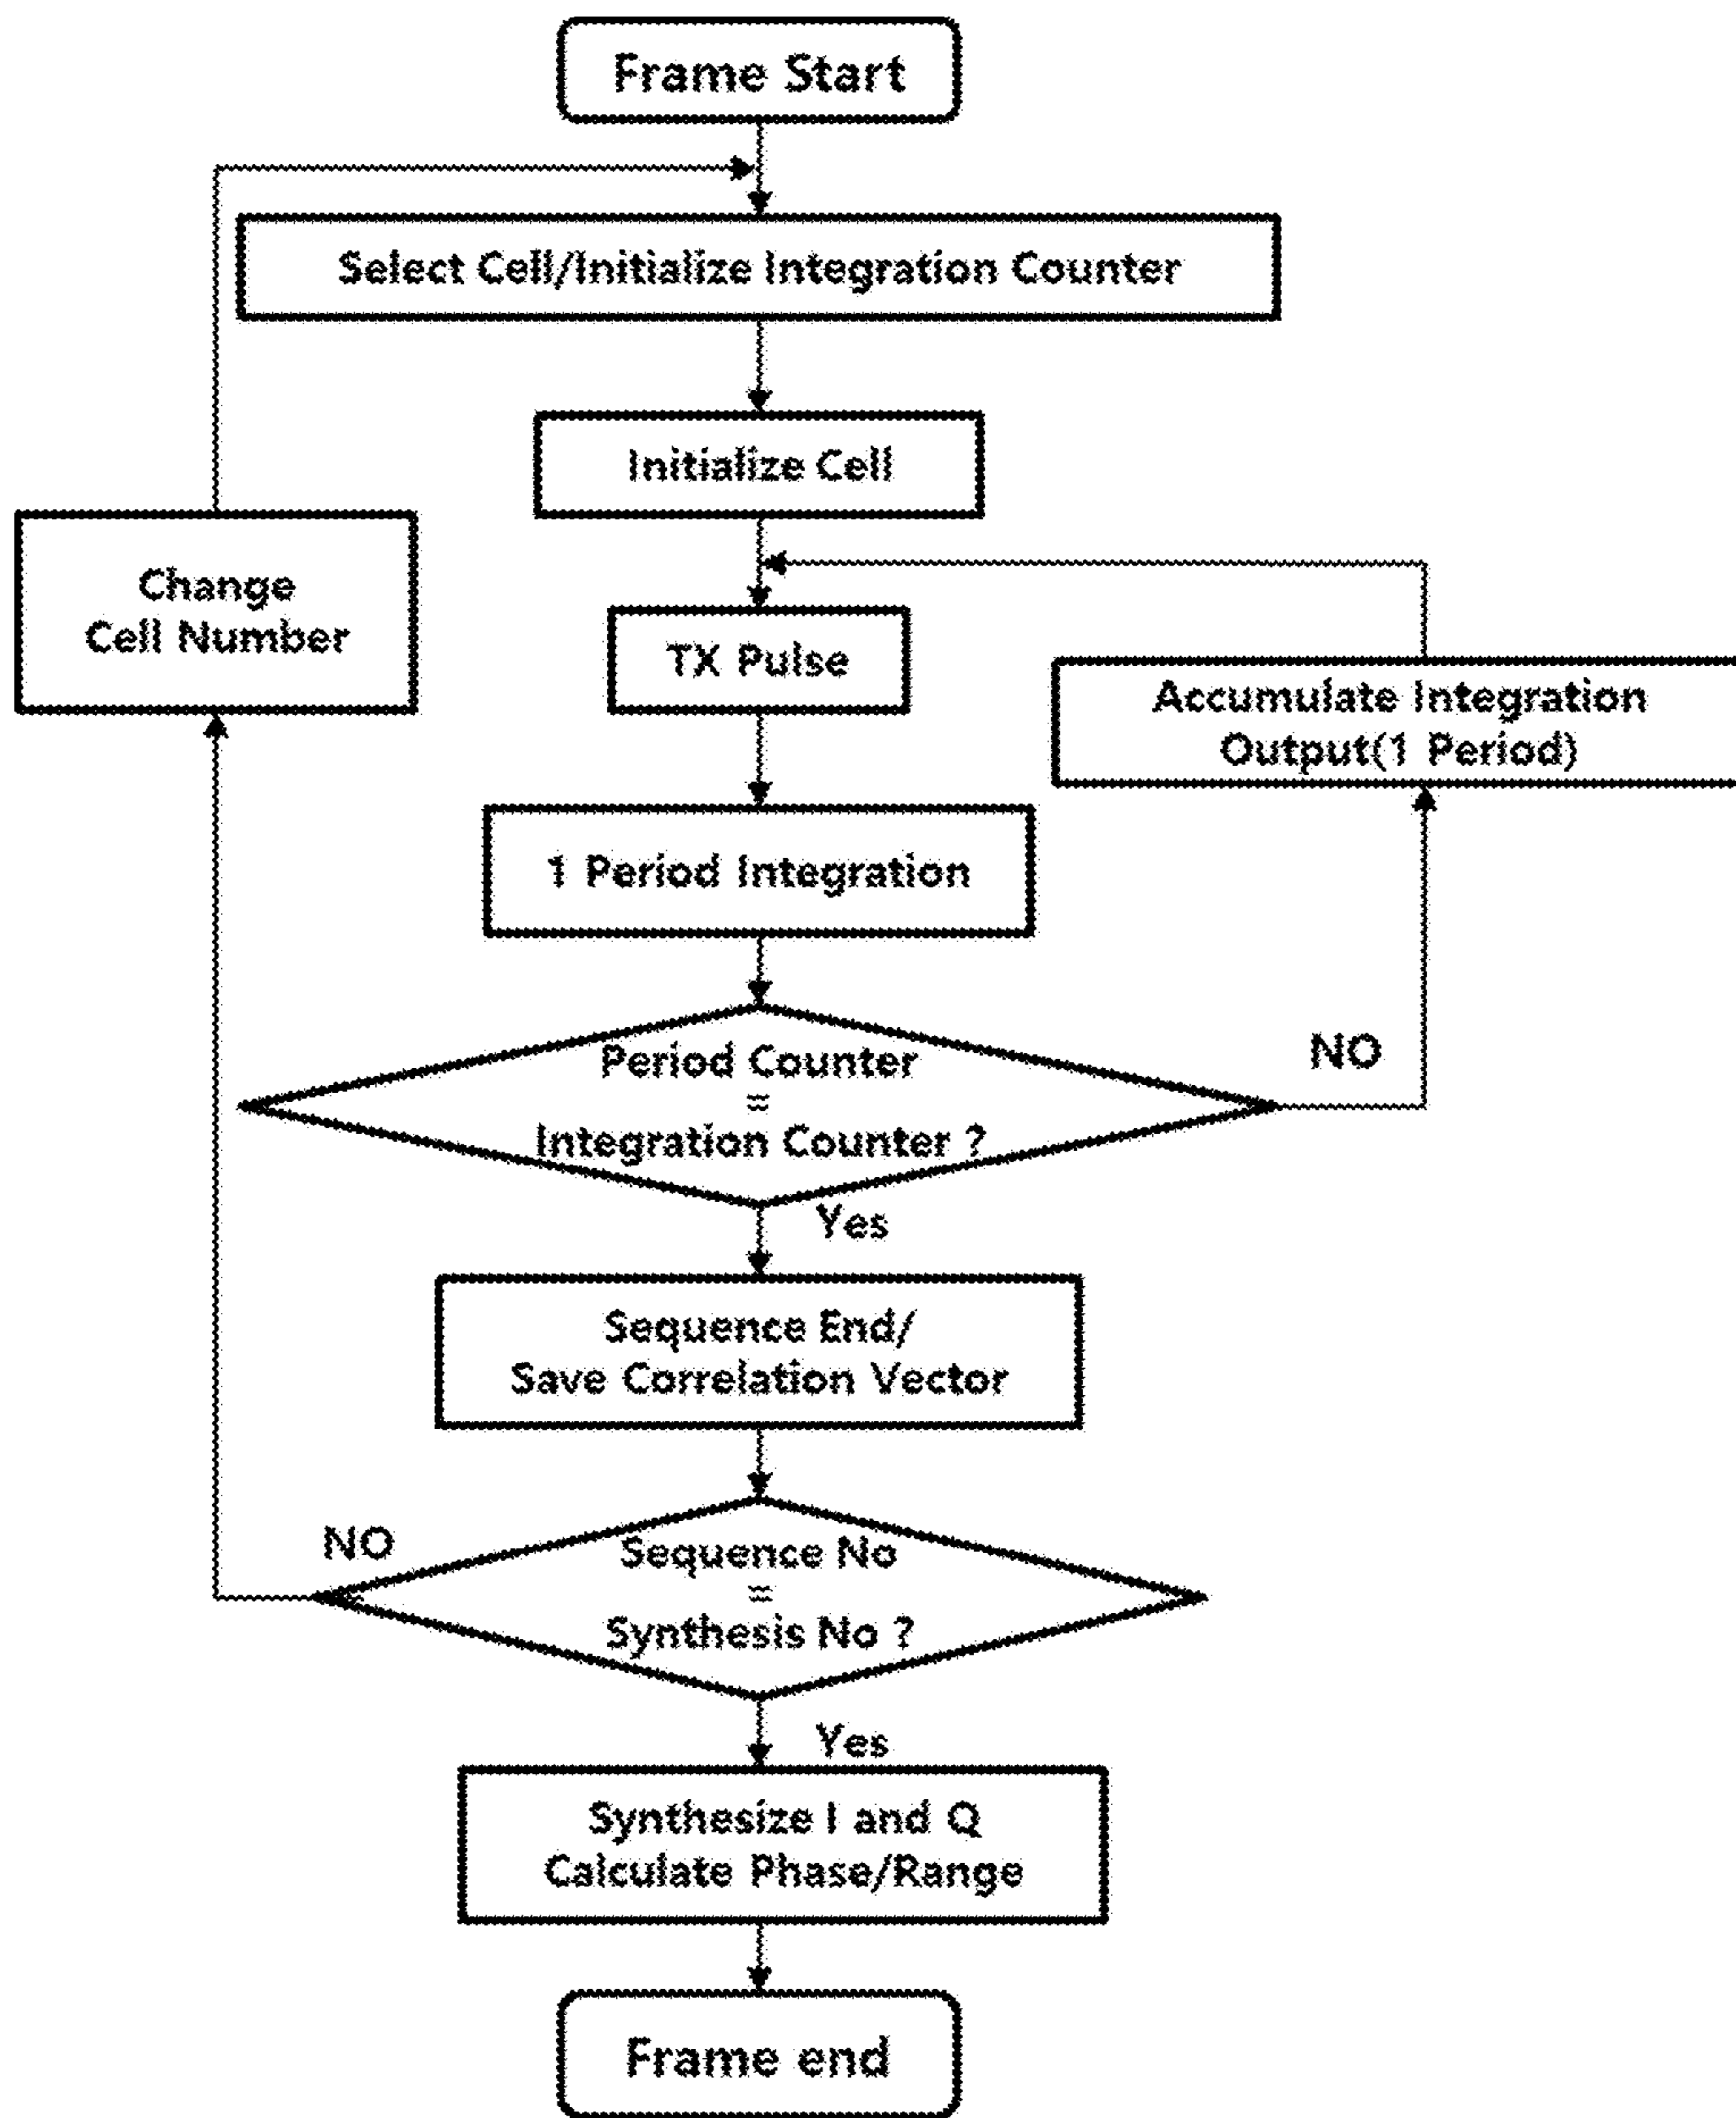 Frame Start
Select Cell/Initialize Integration Counter
Initialize Cell
Change
Cell Number
TX Pulse
Accumulate Integration
Output(1 Period)
1 Period Integration
Period Counter
=
Integration Counter ?
NO
Yes
Sequence End/
Save Correlation Vector
NO
Sequence No
=
Synthesis No ?
Yes
Synthesize I and Q
Calculate Phase/Range
Frame end